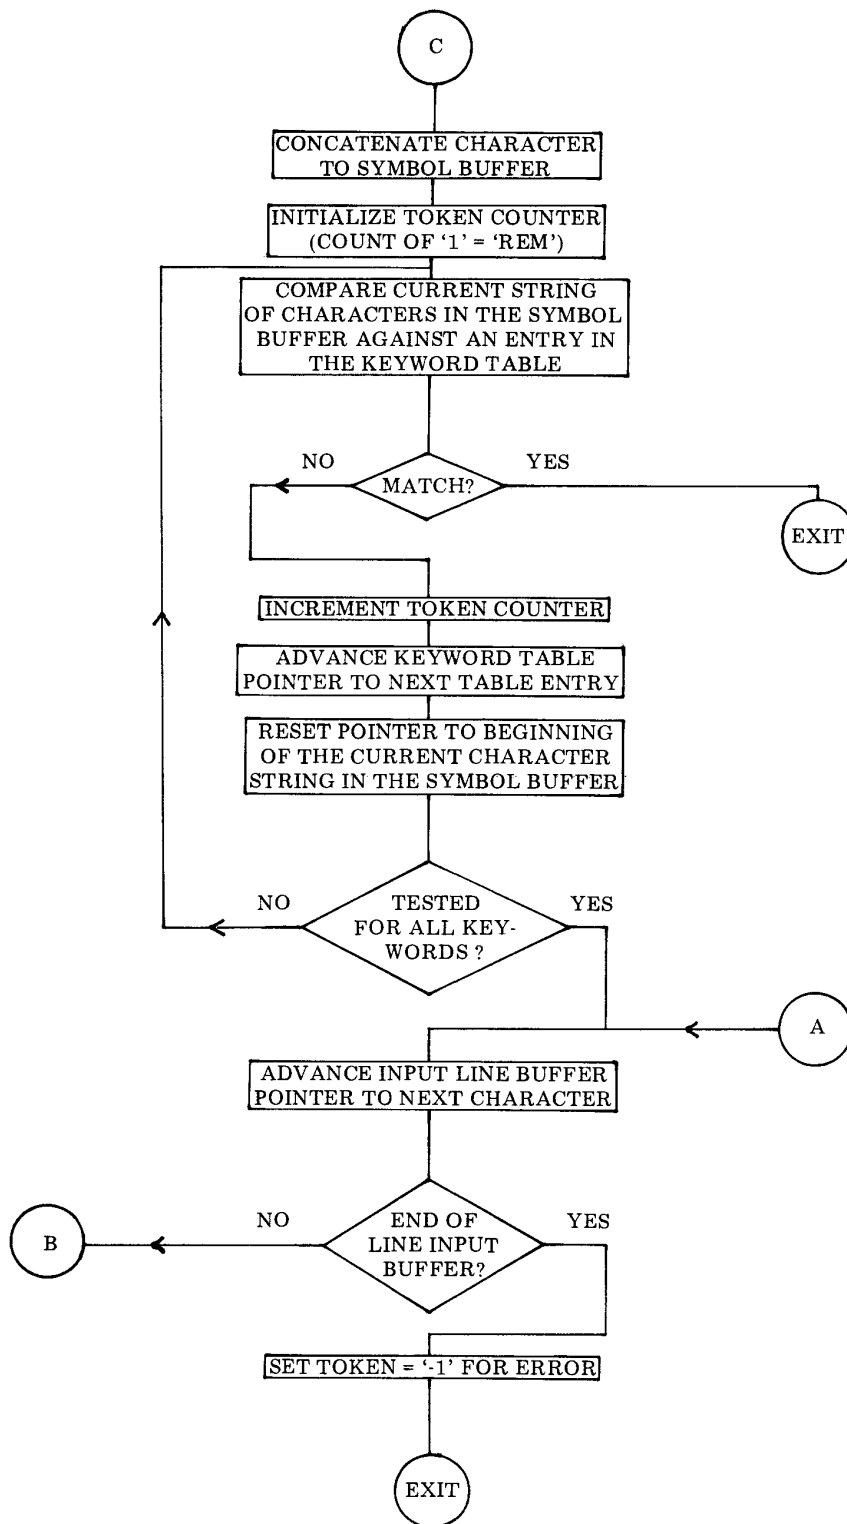 C
CONCATENATE CHARACTER
TO SYMBOL BUFFER
INITIALIZE TOKEN COUNTER
(COUNT OF ‘1’ = ‘REM’)
COMPARE CURRENT STRING
OF CHARACTERS IN THE SYMBOL
BUFFER AGAINST AN ENTRY IN
THE KEYWORD TABLE
NO
YES
MATCH?
EXIT
INCREMENT TOKEN COUNTER
ADVANCE KEYWORD TABLE
POINTER TO NEXT TABLE ENTRY
RESET POINTER TO BEGINNING
OF THE CURRENT CHARACTER
STRING IN THE SYMBOL BUFFER
NO
YES
TESTED
FOR ALL KEY-
WORDS ?
A
ADVANCE INPUT LINE BUFFER
POINTER TO NEXT CHARACTER
NO
YES
B
END OF
LINE INPUT
BUFFER?
SET TOKEN = ‘-1’ FOR ERROR
EXIT